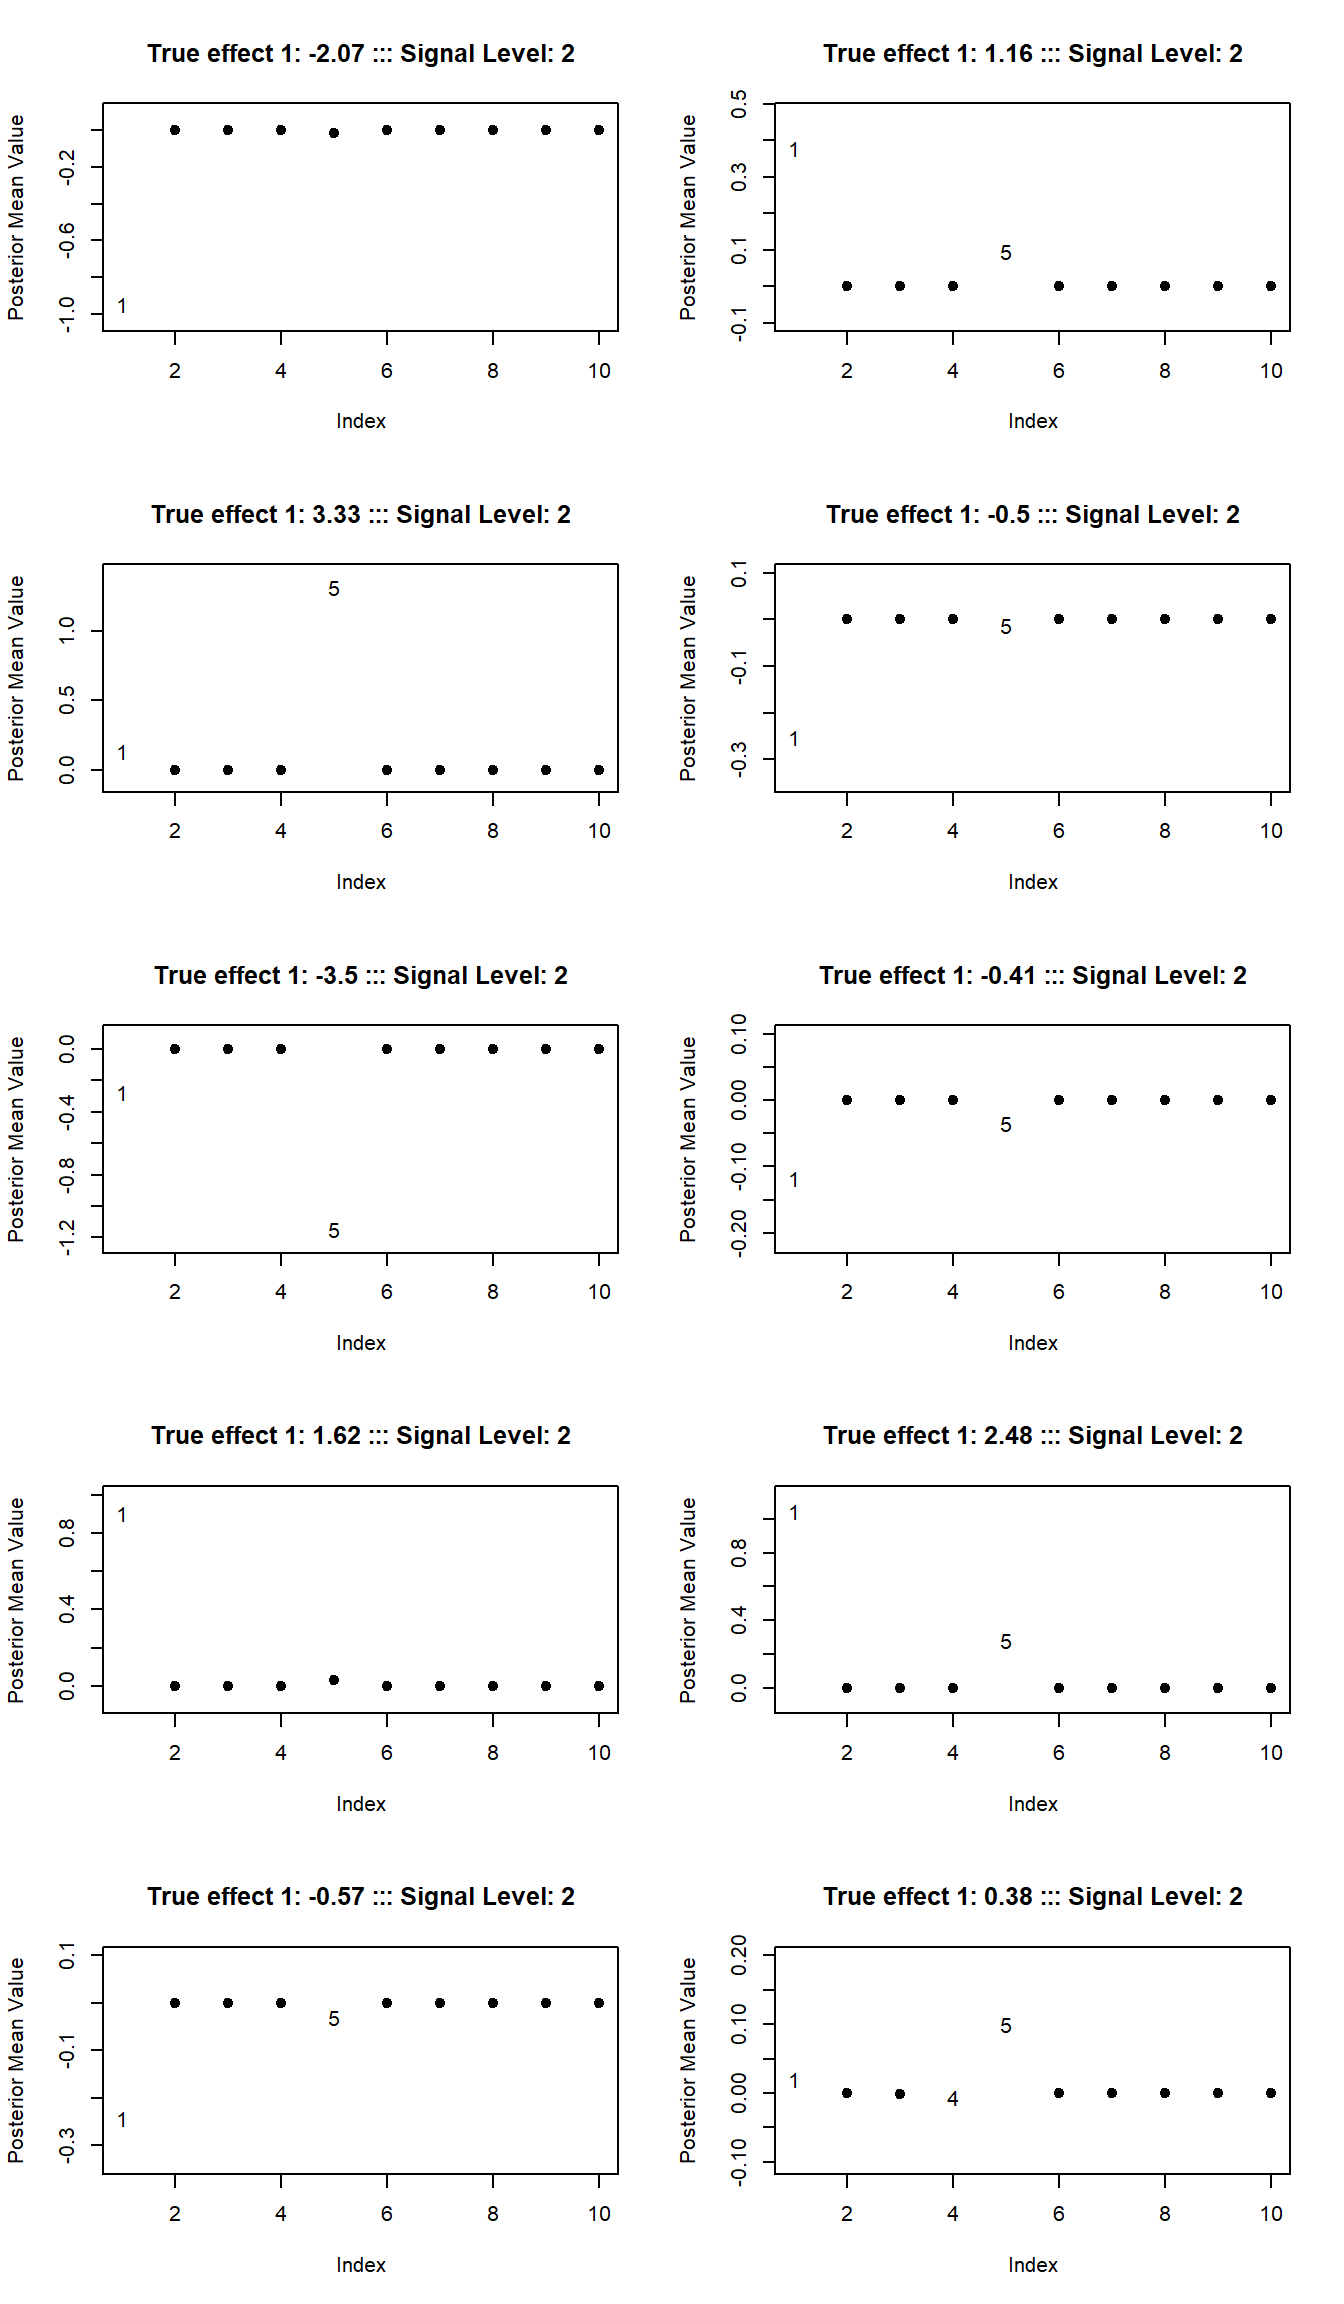 True effect 1: -2.07 ::: Signal Level: 2
Posterior Mean Value
-0.2
-0.6
-1.0
1
2 4 6 8 10
Index
True effect 1: 1.16 ::: Signal Level: 2
Posterior Mean Value
0.5
0.3
0.1
-0.1
1
5
2 4 6 8 10
Index
True effect 1: 3.33 ::: Signal Level: 2
Posterior Mean Value
1.0
0.5
0.0
5
1
2 4 6 8 10
Index
True effect 1: -0.5 ::: Signal Level: 2
Posterior Mean Value
0.1
-0.1
-0.3
5
1
2 4 6 8 10
Index
True effect 1: -3.5 ::: Signal Level: 2
Posterior Mean Value
0.0
-0.4
-0.8
-1.2
1
5
2 4 6 8 10
Index
True effect 1: -0.41 ::: Signal Level: 2
Posterior Mean Value
0.10
0.00
-0.10
-0.20
5
1
2 4 6 8 10
Index
True effect 1: 1.62 ::: Signal Level: 2
Posterior Mean Value
0.8
0.4
0.0
1
2 4 6 8 10
Index
True effect 1: 2.48 ::: Signal Level: 2
Posterior Mean Value
0.8
0.4
0.0
1
5
2 4 6 8 10
Index
True effect 1: -0.57 ::: Signal Level: 2
Posterior Mean Value
0.1
-0.1
-0.3
5
1
2 4 6 8 10
Index
True effect 1: 0.38 ::: Signal Level: 2
Posterior Mean Value
0.20
0.10
0.00
-0.10
5
1
4
2 4 6 8 10
Index